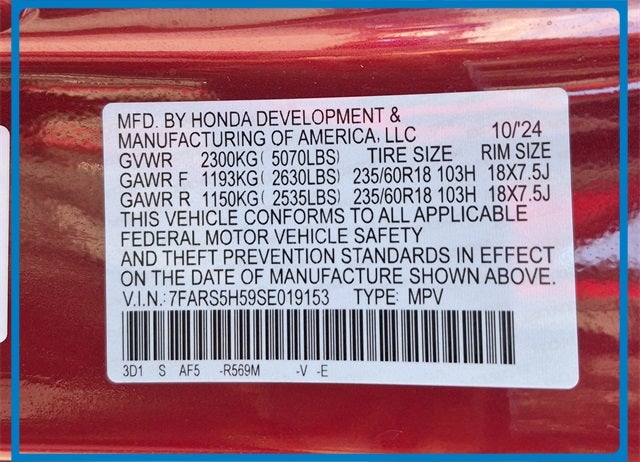 MFD. BY HONDA DEVELOPMENT &
MANUFACTURING OF AMERICA, LLC 10/'24
GVWR 2300KG( 5070LBS) TIRE SIZE RIM SIZE
GAWR F 1193KG( 2630LBS) 235/60R18 103H 18X7.5J
GAWR R 1150KG( 2535LBS) 235/60R18 103H 18X7.5J
THIS VEHICLE CONFORMS TO ALL APPLICABLE
FEDERAL MOTOR VEHICLE SAFETY
AND THEFT PREVENTION STANDARDS IN EFFECT
ON THE DATE OF MANUFACTURE SHOWN ABOVE.
V.I.N.:7FARS5H59SE019153 TYPE: MPV
3D1 S AF5 -R569M -V -E